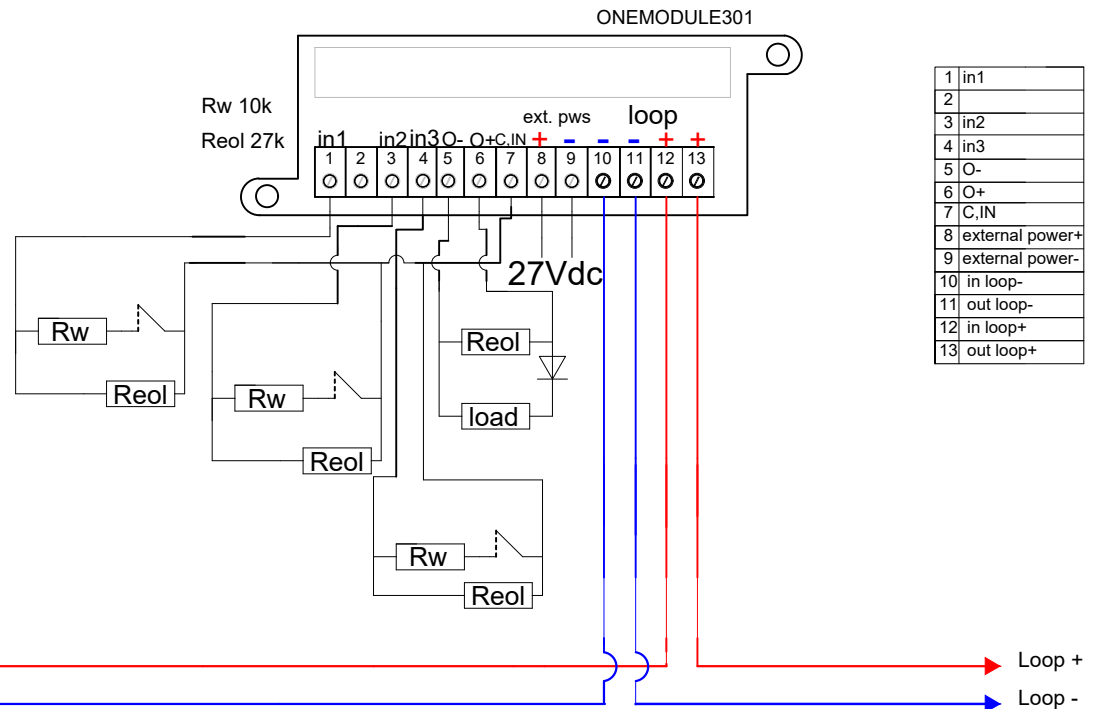 ONEMODULE301
Rw 10k
Reol 27k
ext. pws
loop
in1 in2 in3 O- O+ C,IN + - - - + +
1 2 3 4 5 6 7 8 9 10 11 12 13
27Vdc
Rw
Reol
Rw
Reol
Reol
load
Rw
Reol
1 in1
2
3 in2
4 in3
5 O-
6 O+
7 C,IN
8 external power+
9 external power-
10 in loop-
11 out loop-
12 in loop+
13 out loop+
Loop +
Loop -